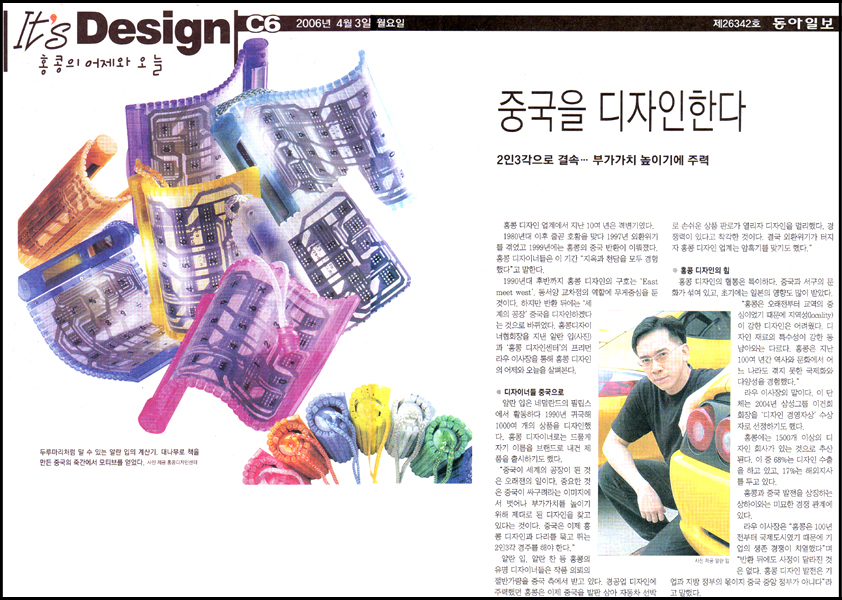 It's Design
홍콩의 어제와 오늘
C6 2006년 4월 3일 월요일
제26342호 동아일보
중국을 디자인한다
2인3각으로 결속… 부가가치 높이기에 주력
두루마리처럼 말 수 있는 알란 입의 계산기. 대나무로 책을
만든 중국의 죽간에서 모티브를 얻었다. 사진 제공 홍콩디자인센터
홍콩 디자인 업계에서 지난 10여 년은 격변기였다.
1980년대 이후 줄곧 호황을 맞다 1997년 외환위기
를 겪었고 1999년에는 홍콩의 중국 반환이 이뤄졌다.
홍콩 디자이너들은 이 기간 "지옥과 천당을 모두 경험
했다"고 말한다.
1990년대 후반까지 홍콩 디자인의 구호는 'East
meet west'. 동서양 교차점의 역할에 무게중심을 둔
것이다. 하지만 반환 뒤에는 '세
계의 공장' 중국을 디자인하겠다
는 것으로 바뀌었다. 홍콩디자이
너협회장을 지낸 알란 입(사진)
과 '홍콩 디자인센터'의 프리먼
라우 이사장을 통해 홍콩 디자인
의 어제와 오늘을 살펴본다.
■ 디자이너들 중국으로
알란 입은 네덜란드의 필립스
에서 활동하다 1990년 귀국해
1000여 개의 상품을 디자인했
다. 홍콩 디자이너로는 드물게
자기 이름을 브랜드로 내건 제
품을 출시하기도 했다.
"중국이 세계의 공장이 된 것
은 오래전의 일이다. 중요한 것
은 중국이 싸구려라는 이미지에
서 벗어나 부가가치를 높이기
위해 제대로 된 디자인을 찾고
있다는 것이다. 중국은 이제 홍
콩 디자인과 다리를 묶고 뛰는
2인3각 경주를 해야 한다."
알란 입, 알란 찬 등 홍콩의
유명 디자이너들은 작품 의뢰의
절반가량을 중국 측에서 받고 있다. 경공업 디자인에
주력했던 홍콩은 이제 중국을 발판 삼아 자동차 선박
로 손쉬운 상품 판로가 열리자 디자인을 멀리했다. 경
쟁력이 있다고 착각한 것이다. 결국 외환위기가 터지
자 홍콩 디자인 업계는 암흑기를 맞기도 했다."
■ 홍콩 디자인의 힘
홍콩 디자인의 혈통은 특이하다. 중국과 서구의 문
화가 섞여 있고, 초기에는 일본의 영향도 많이 받았다.
"홍콩은 오래전부터 교역의 중
심이었기 때문에 지역성(locality)
이 강한 디자인은 어려웠다. 디
자인 재료의 특수성이 강한 동
남아와는 다르다. 홍콩은 지난
100여 년간 역사와 문화에서 어
느 나라도 겪지 못한 국제화와
다양성을 경험했다."
라우 이사장의 말이다. 이 단
체는 2004년 삼성그룹 이건희
회장을 '디자인 경영자상' 수상
자로 선정하기도 했다.
홍콩에는 1500개 이상의 디
자인 회사가 있는 것으로 추산
된다. 이 중 68%는 디자인 수출
을 하고 있고, 17%는 해외지사
를 두고 있다.
홍콩과 중국 발전을 상징하는
상하이와는 미묘한 경쟁 관계에
있다.
라우 이사장은 "홍콩은 100년
전부터 국제도시였기 때문에 기
업의 생존 경쟁이 치열했다"며
"반환 뒤에도 사정이 달라진 것
은 없다. 홍콩 디자인 발전은 기
사진 제공 알란 입
업과 지방 정부의 몫이지 중국 중앙 정부가 아니다"라
고 말했다.